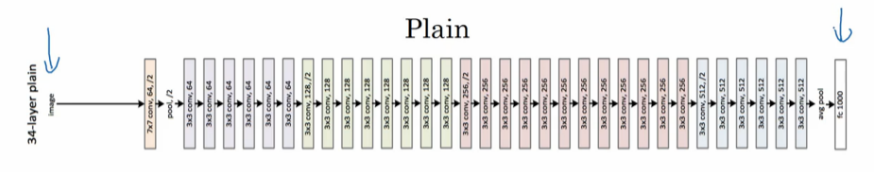 Plain
34-layer plain
image
7x7 conv, 64, /2
pool, /2
3x3 conv, 64
3x3 conv, 64
3x3 conv, 64
3x3 conv, 64
3x3 conv, 64
3x3 conv, 64
3x3 conv, 128, /2
3x3 conv, 128
3x3 conv, 128
3x3 conv, 128
3x3 conv, 128
3x3 conv, 128
3x3 conv, 128
3x3 conv, 128
3x3 conv, 256, /2
3x3 conv, 256
3x3 conv, 256
3x3 conv, 256
3x3 conv, 256
3x3 conv, 256
3x3 conv, 256
3x3 conv, 256
3x3 conv, 256
3x3 conv, 256
3x3 conv, 256
3x3 conv, 256
3x3 conv, 512, /2
3x3 conv, 512
3x3 conv, 512
3x3 conv, 512
3x3 conv, 512
3x3 conv, 512
avg pool
fc 1000